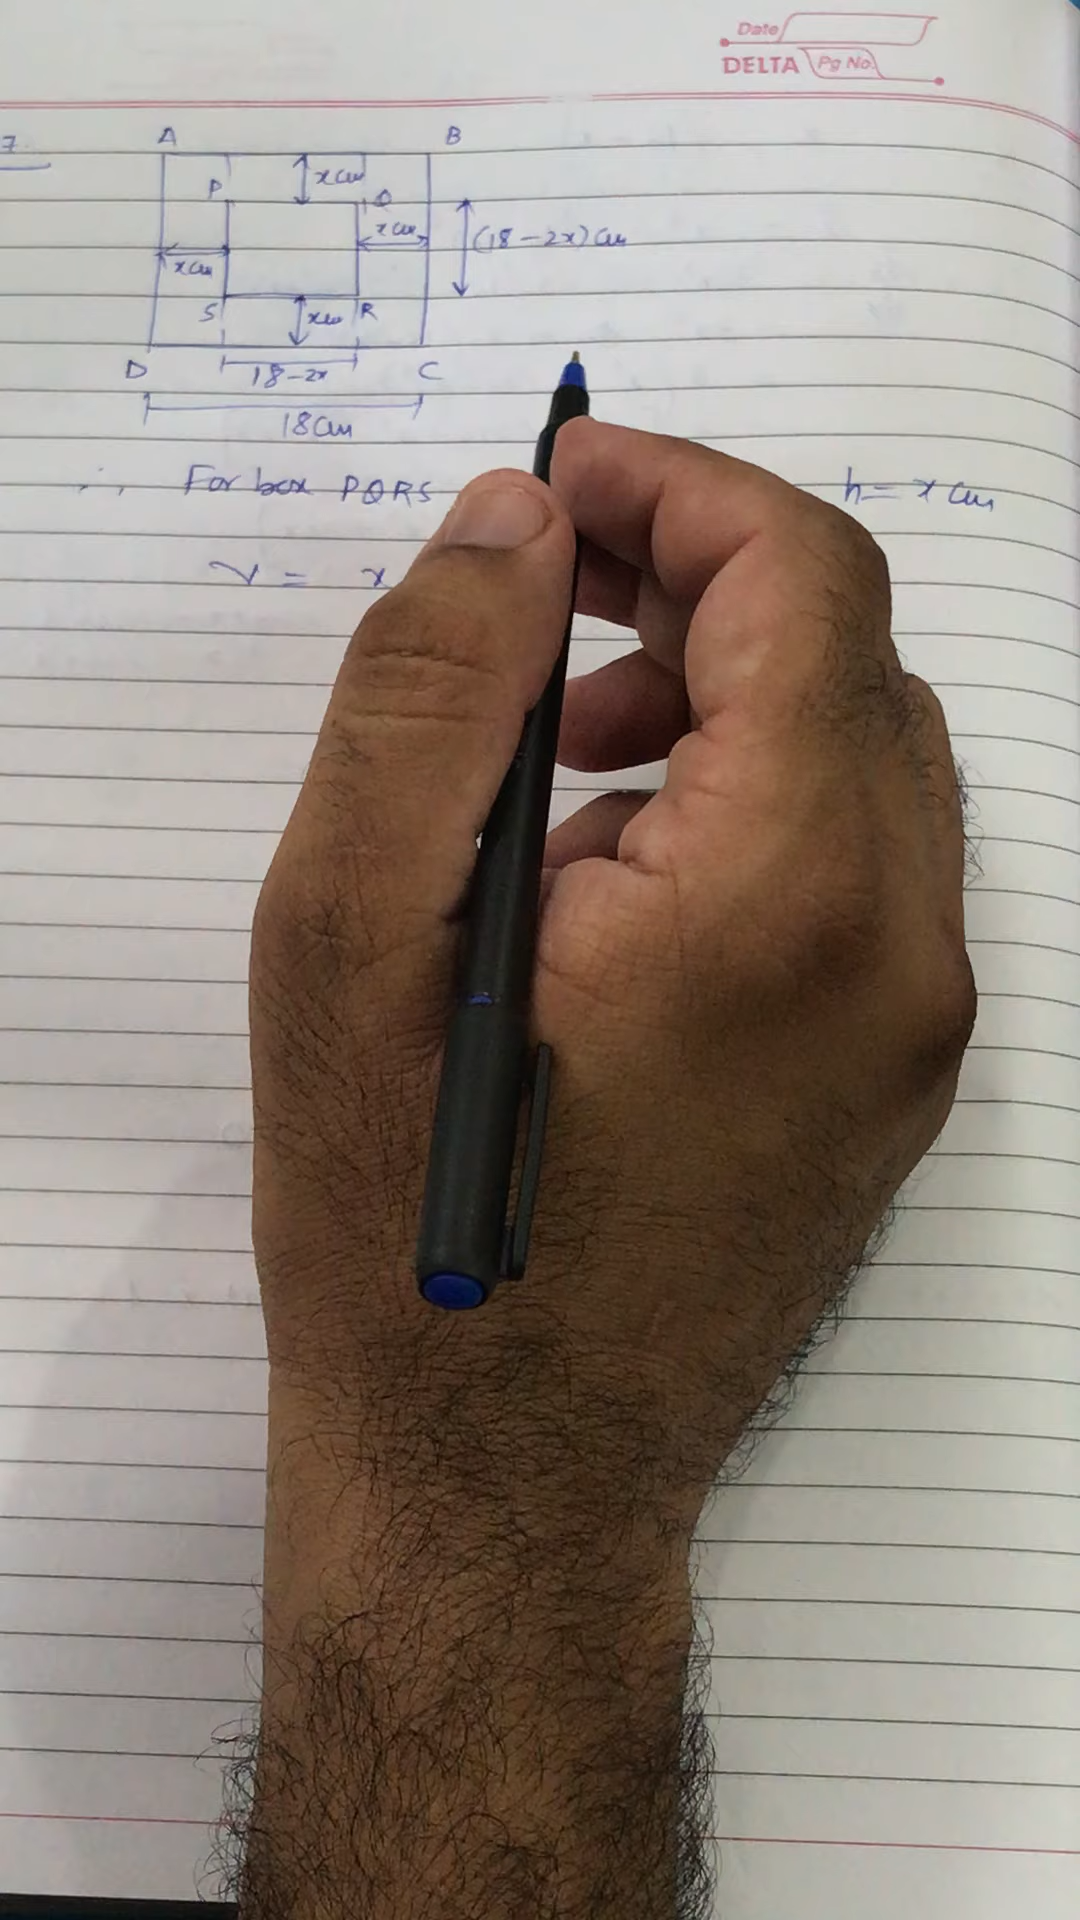 Date
DELTA Pg No.
7.
A B
x cm
P Q
x cm
(18 - 2x) cm
x cm
S R
x cm
D C
18-2x
18 cm
∴ For box PQRS h = x cm
V = x